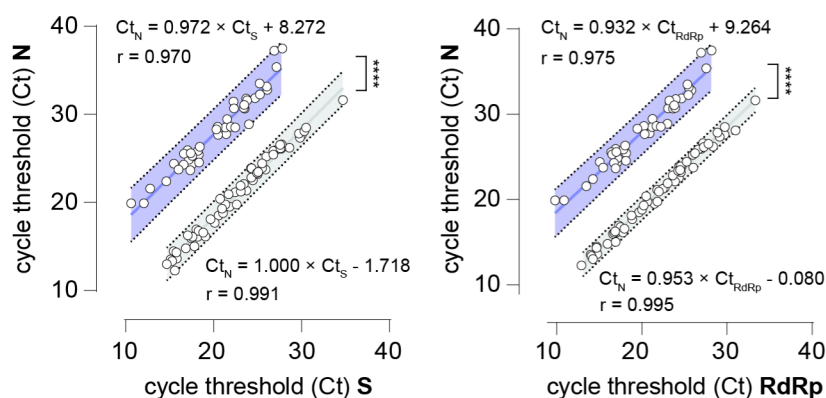 40
30
20
10
cycle threshold (Ct) N
Ct_N = 0.972 × Ct_S + 8.272
r = 0.970
****
Ct_N = 1.000 × Ct_S - 1.718
r = 0.991
10 20 30 40
cycle threshold (Ct) S
40
30
20
10
cycle threshold (Ct) N
Ct_N = 0.932 × Ct_RdRp + 9.264
r = 0.975
****
Ct_N = 0.953 × Ct_RdRp - 0.080
r = 0.995
10 20 30 40
cycle threshold (Ct) RdRp